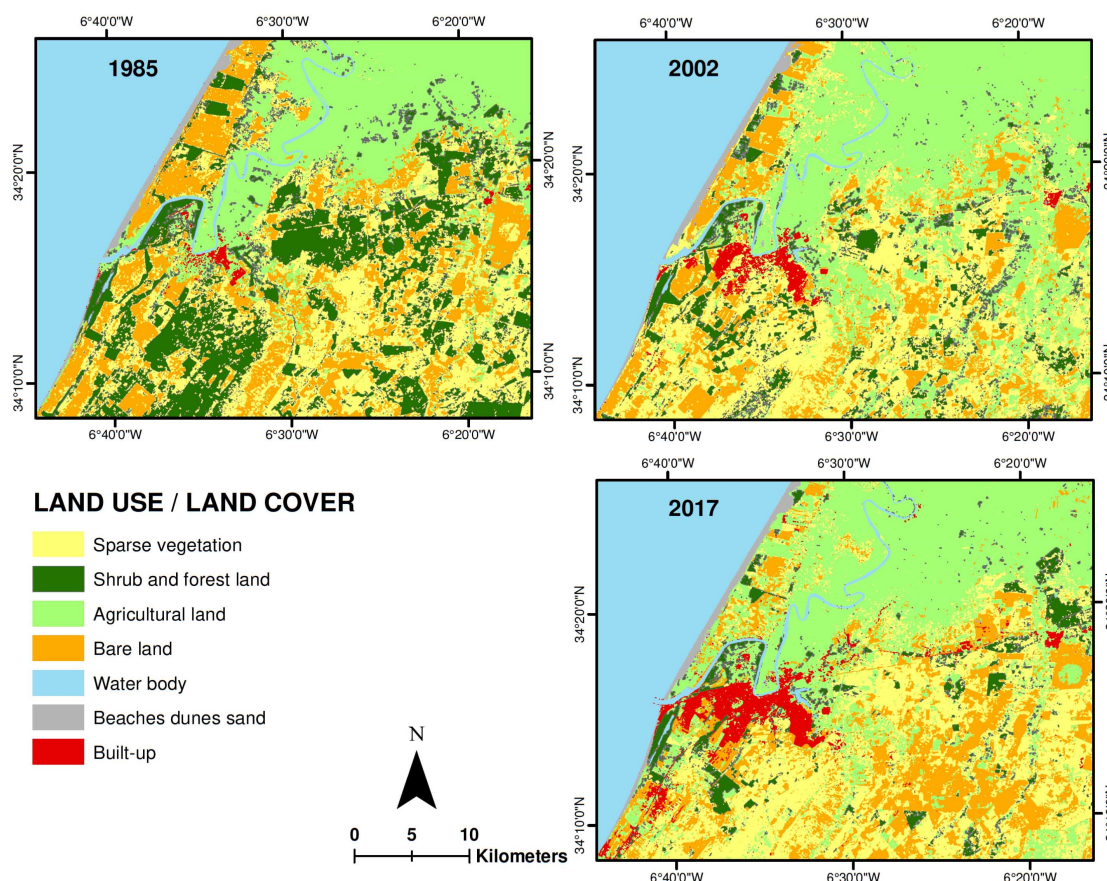 6°40'0"W 6°30'0"W 6°20'0"W
6°40'0"W 6°30'0"W 6°20'0"W
1985
2002
34°20'0"N
34°20'0"N
34°20'0"N
34°10'0"N
34°10'0"N
34°10'0"N
6°40'0"W 6°30'0"W 6°20'0"W
6°40'0"W 6°30'0"W 6°20'0"W
6°40'0"W 6°30'0"W 6°20'0"W
2017
LAND USE / LAND COVER
Sparse vegetation
Shrub and forest land
Agricultural land
Bare land
Water body
Beaches dunes sand
Built-up
34°20'0"N
34°10'0"N
N
0 5 10
Kilometers
6°40'0"W 6°30'0"W 6°20'0"W